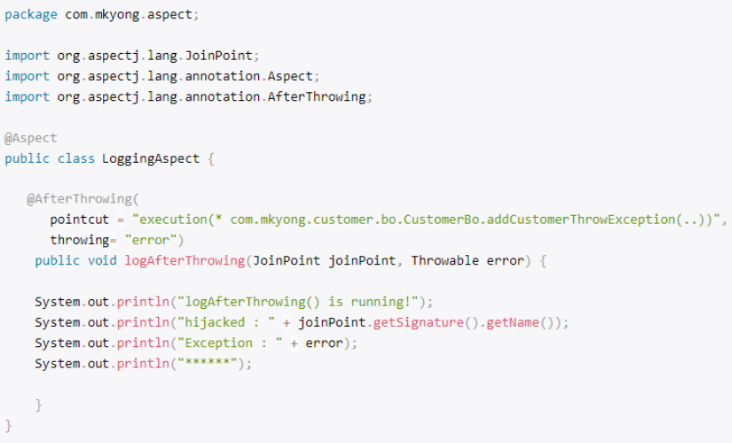 package com.mkyong.aspect;
import org.aspectj.lang.JoinPoint;
import org.aspectj.lang.annotation.Aspect;
import org.aspectj.lang.annotation.AfterThrowing;
@Aspect
public class LoggingAspect {
@AfterThrowing(
pointcut = "execution(* com.mkyong.customer.bo.CustomerBo.addCustomerThrowException(..))",
throwing= "error")
public void logAfterThrowing(JoinPoint joinPoint, Throwable error) {
System.out.println("logAfterThrowing() is running!");
System.out.println("hijacked : " + joinPoint.getSignature().getName());
System.out.println("Exception : " + error);
System.out.println("******");
}
}